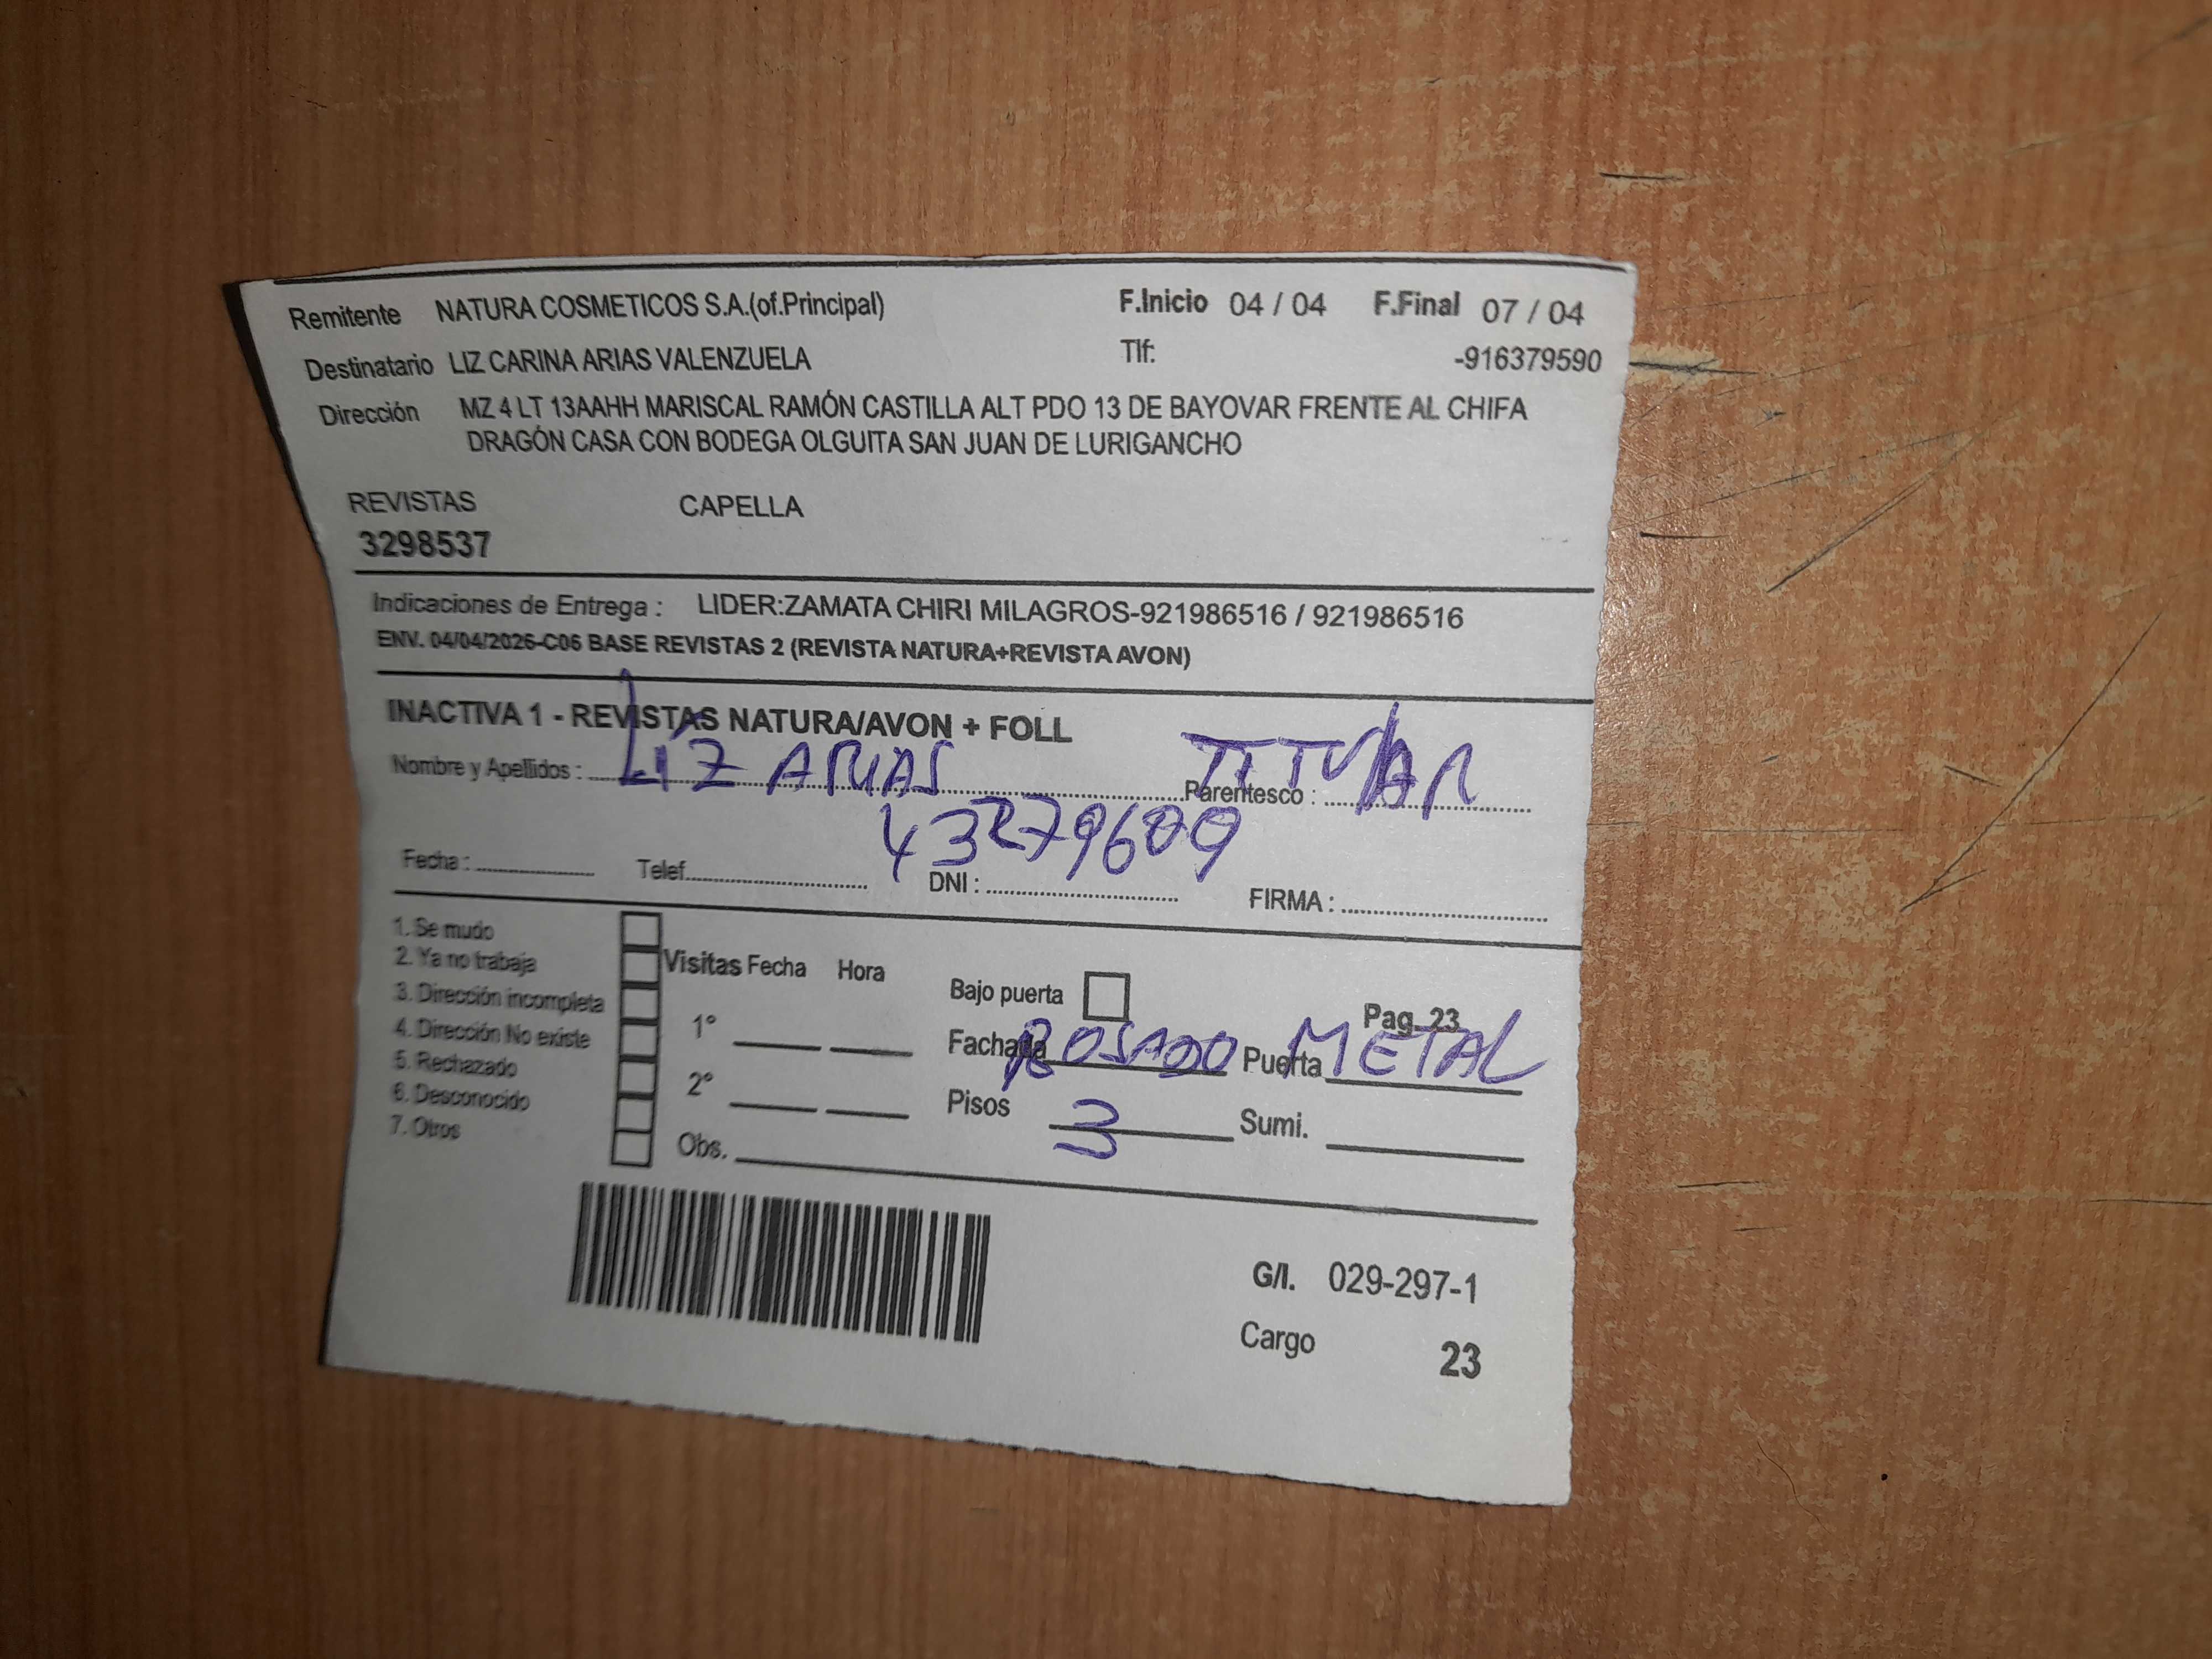 Remitente NATURA COSMETICOS S.A.(of.Principal) F.Inicio 04 / 04 F.Final 07 / 04
Destinatario LIZ CARINA ARIAS VALENZUELA Tlf: -916379590
Dirección MZ 4 LT 13AAHH MARISCAL RAMÓN CASTILLA ALT PDO 13 DE BAYOVAR FRENTE AL CHIFA
DRAGÓN CASA CON BODEGA OLGUITA SAN JUAN DE LURIGANCHO
REVISTAS CAPELLA
3298537
Indicaciones de Entrega : LIDER:ZAMATA CHIRI MILAGROS-921986516 / 921986516
ENV. 04/04/2026-C06 BASE REVISTAS 2 (REVISTA NATURA+REVISTA AVON)
INACTIVA 1 - REVISTAS NATURA/AVON + FOLL
Nombre y Apellidos : LIZ ARIAS Parentesco : TITULAR
43279609
Fecha : Telef. DNI : FIRMA :
1. Se mudo
2. Ya no trabaja Visitas Fecha Hora
3. Dirección incompleta Bajo puerta Pag. 23
4. Dirección No existe 1° Fachada ROSADO Puerta METAL
5. Rechazado
6. Desconocido 2° Pisos 3 Sumi.
7. Otros Obs.
G/I. 029-297-1
Cargo 23